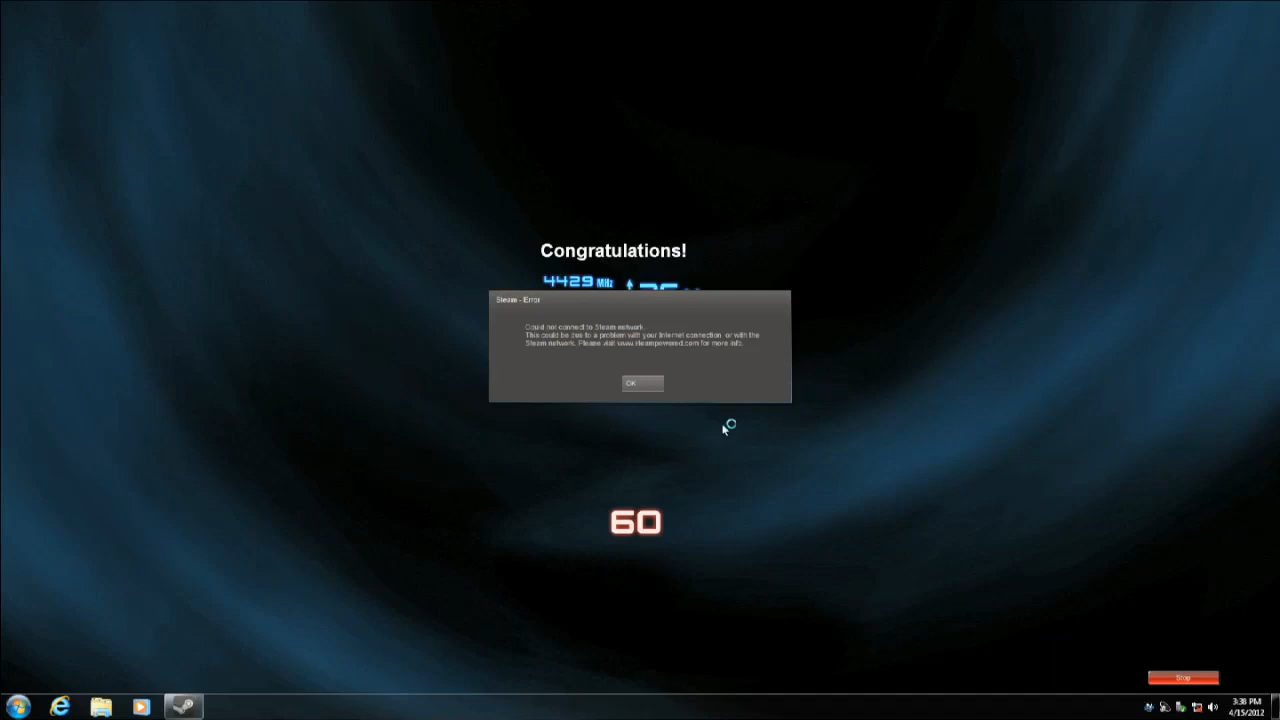 Congratulations!
4429 MHz
Steam - Error
Could not connect to Steam network.
This could be due to a problem with your Internet connection, or with the
Steam network. Please visit www.steampowered.com for more info.
OK
60
Stop
3:38 PM
4/15/2012